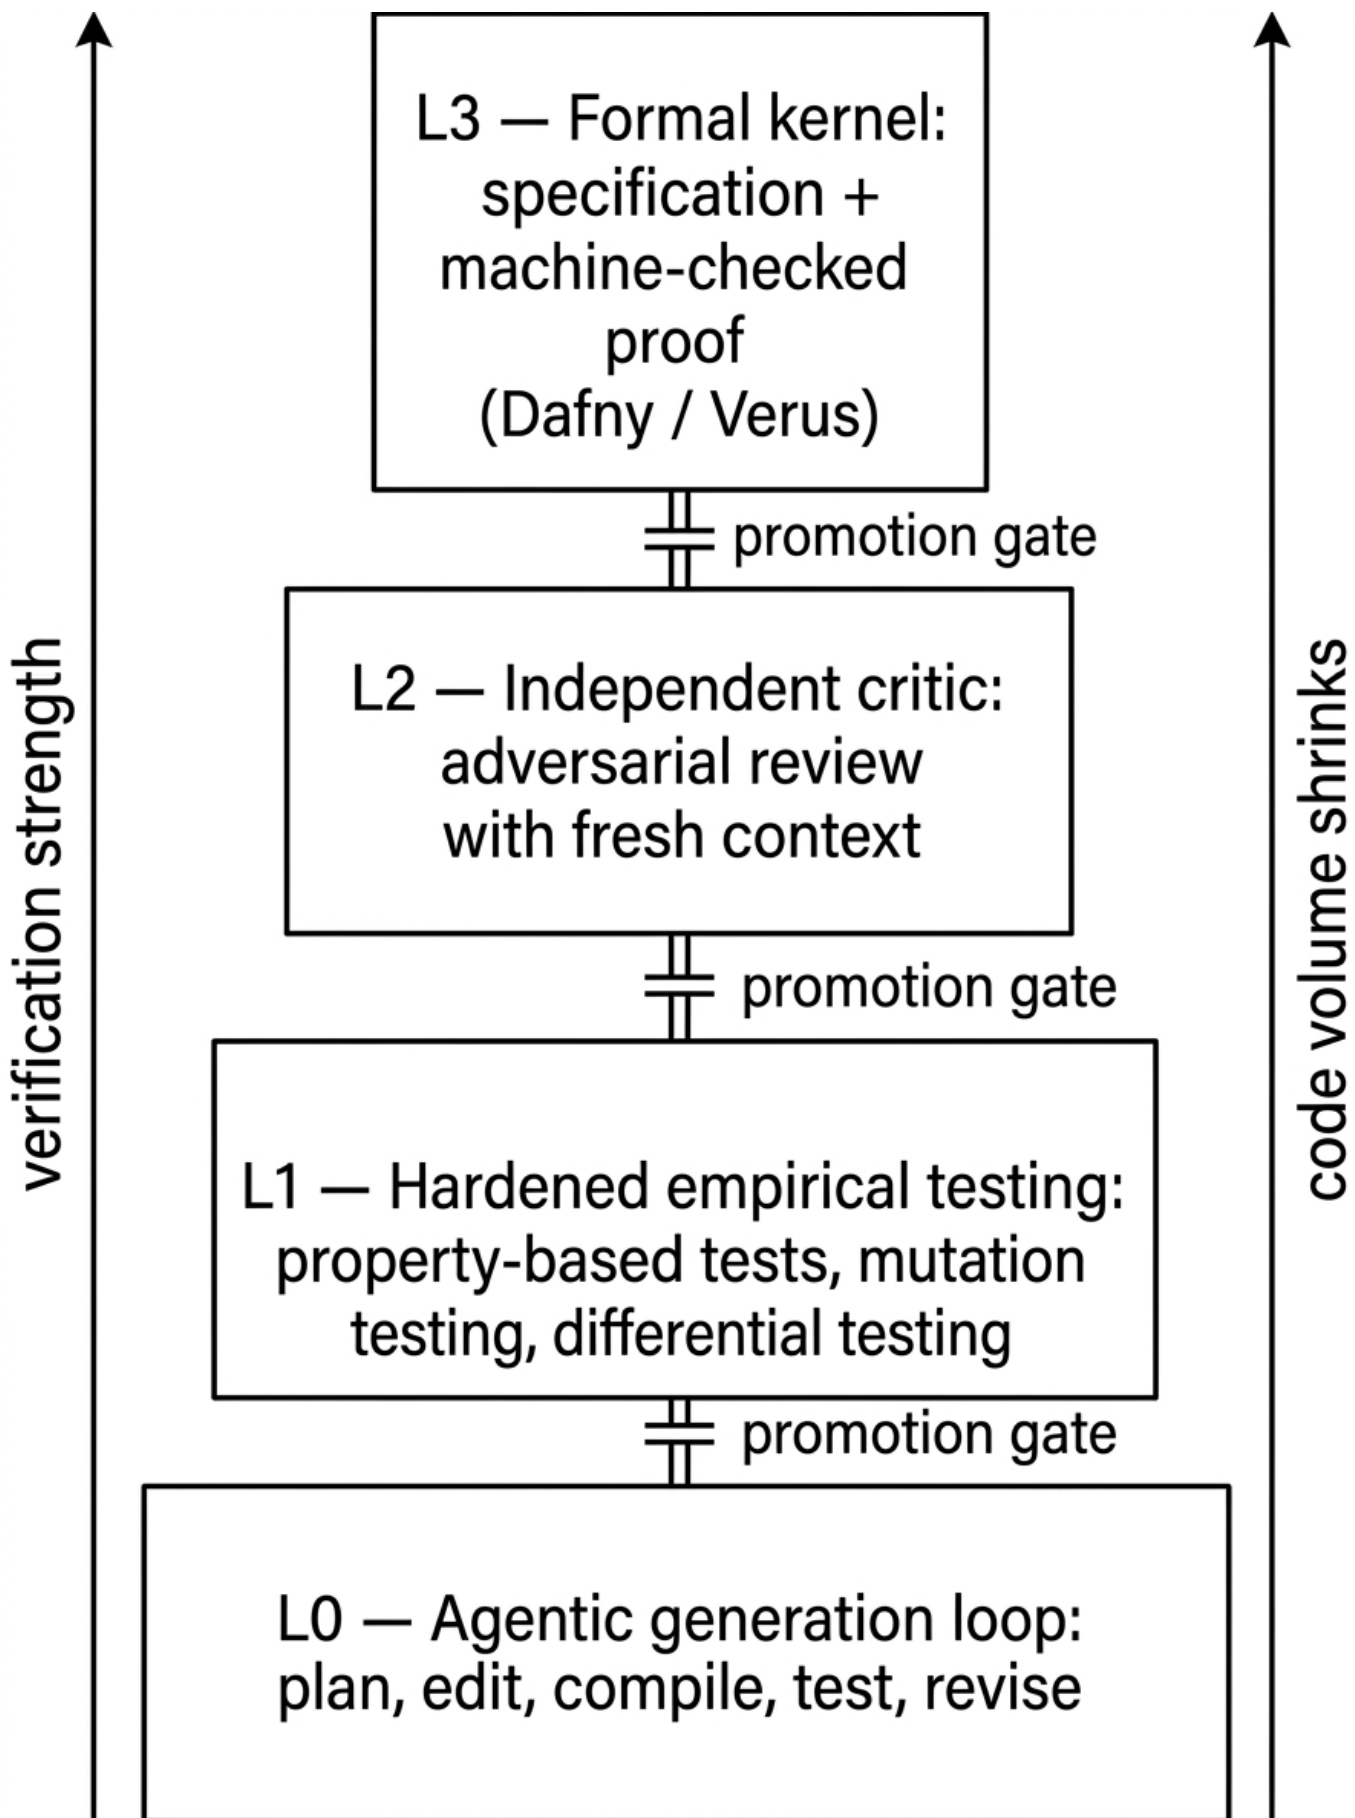 L3 — Formal kernel:
specification +
machine-checked
proof
(Dafny / Verus)
promotion gate
L2 — Independent critic:
adversarial review
with fresh context
promotion gate
L1 — Hardened empirical testing:
property-based tests, mutation
testing, differential testing
promotion gate
L0 — Agentic generation loop:
plan, edit, compile, test, revise
verification strength
code volume shrinks